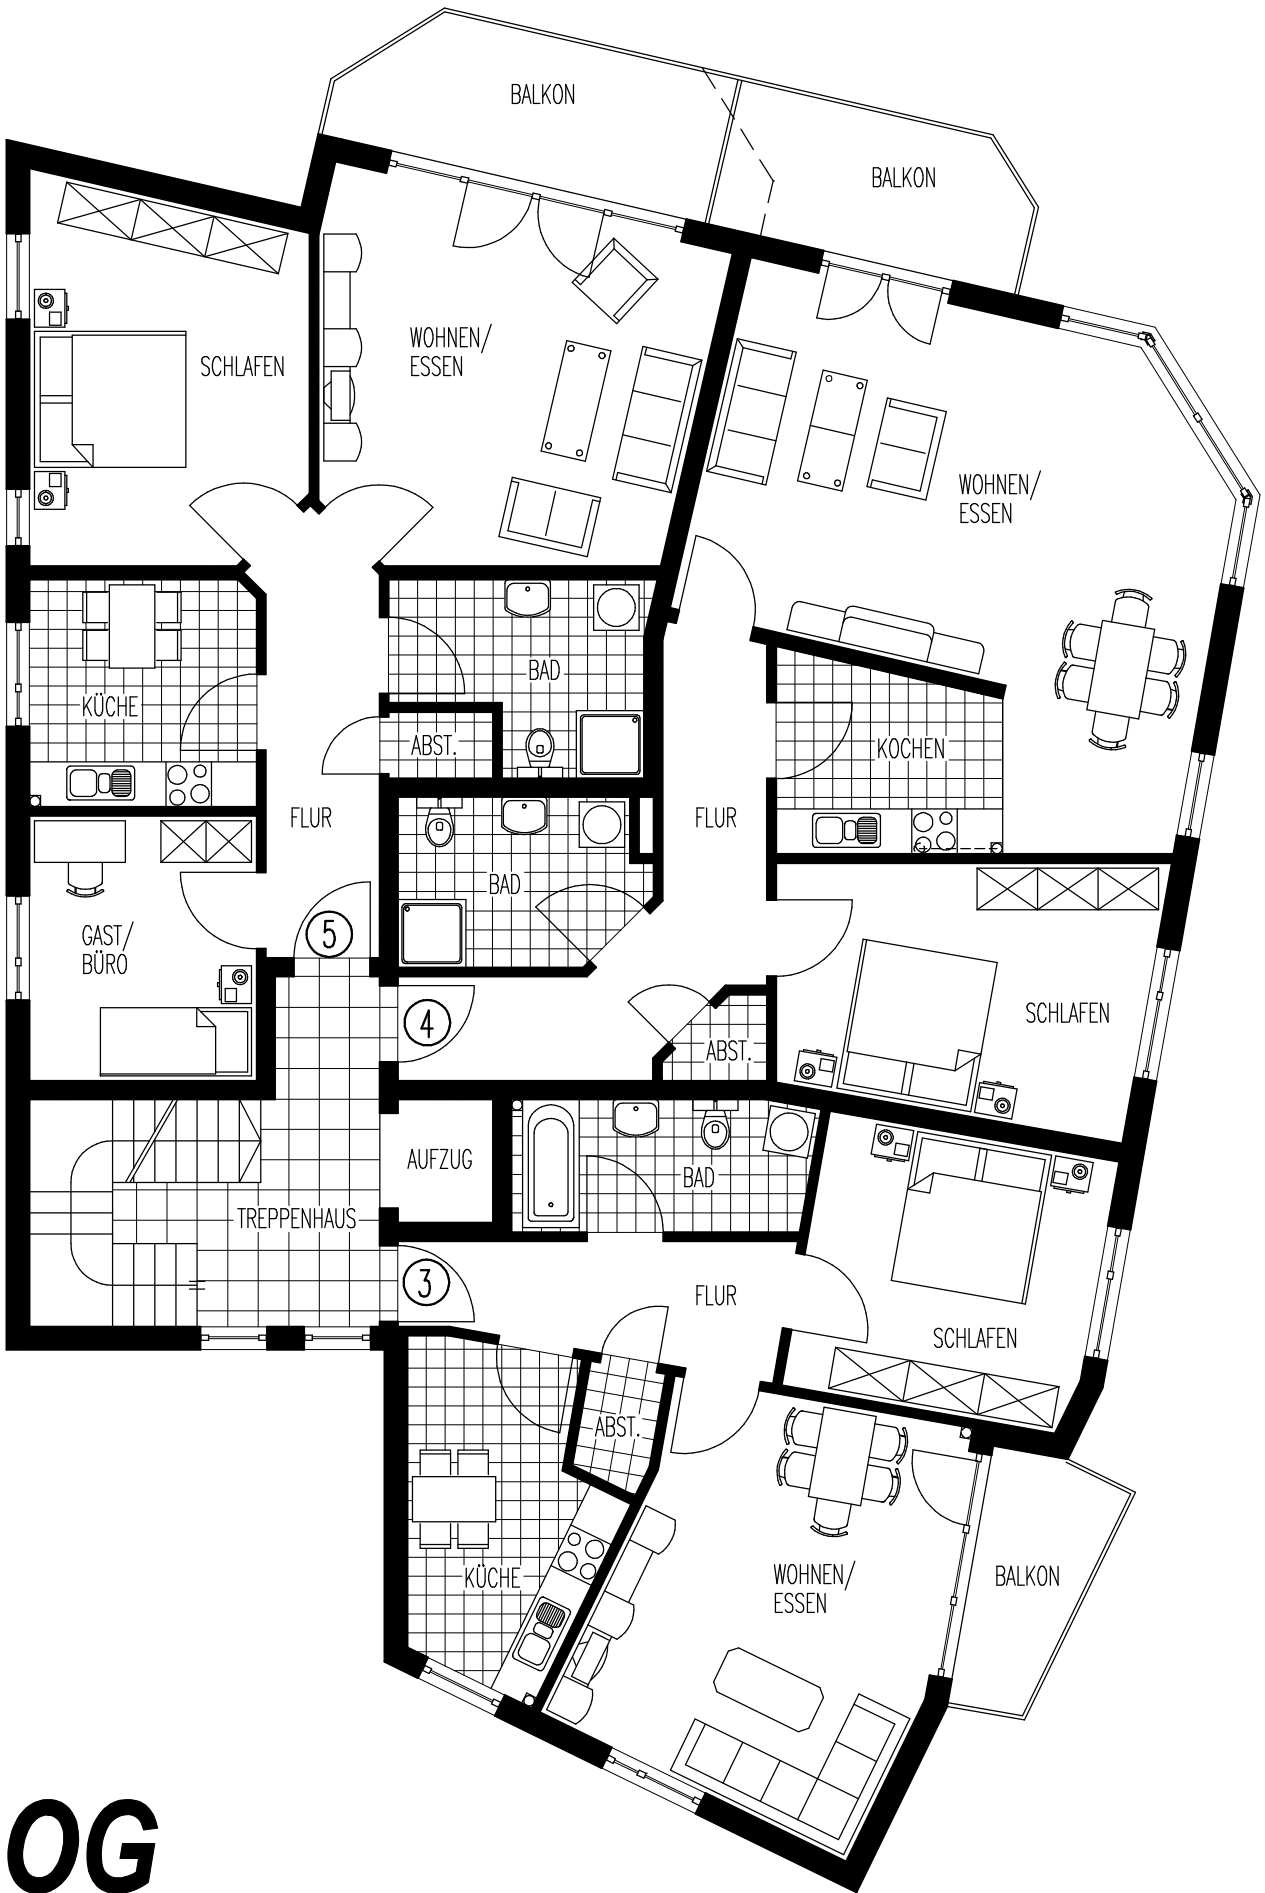 BALKON
BALKON
SCHLAFEN
WOHNEN/
ESSEN
WOHNEN/
ESSEN
KÜCHE
BAD
ABST.
KOCHEN
FLUR
FLUR
BAD
GAST/
BÜRO
5
4
SCHLAFEN
ABST.
AUFZUG
BAD
TREPPENHAUS
3
FLUR
SCHLAFEN
ABST.
KÜCHE
WOHNEN/
ESSEN
BALKON
OG